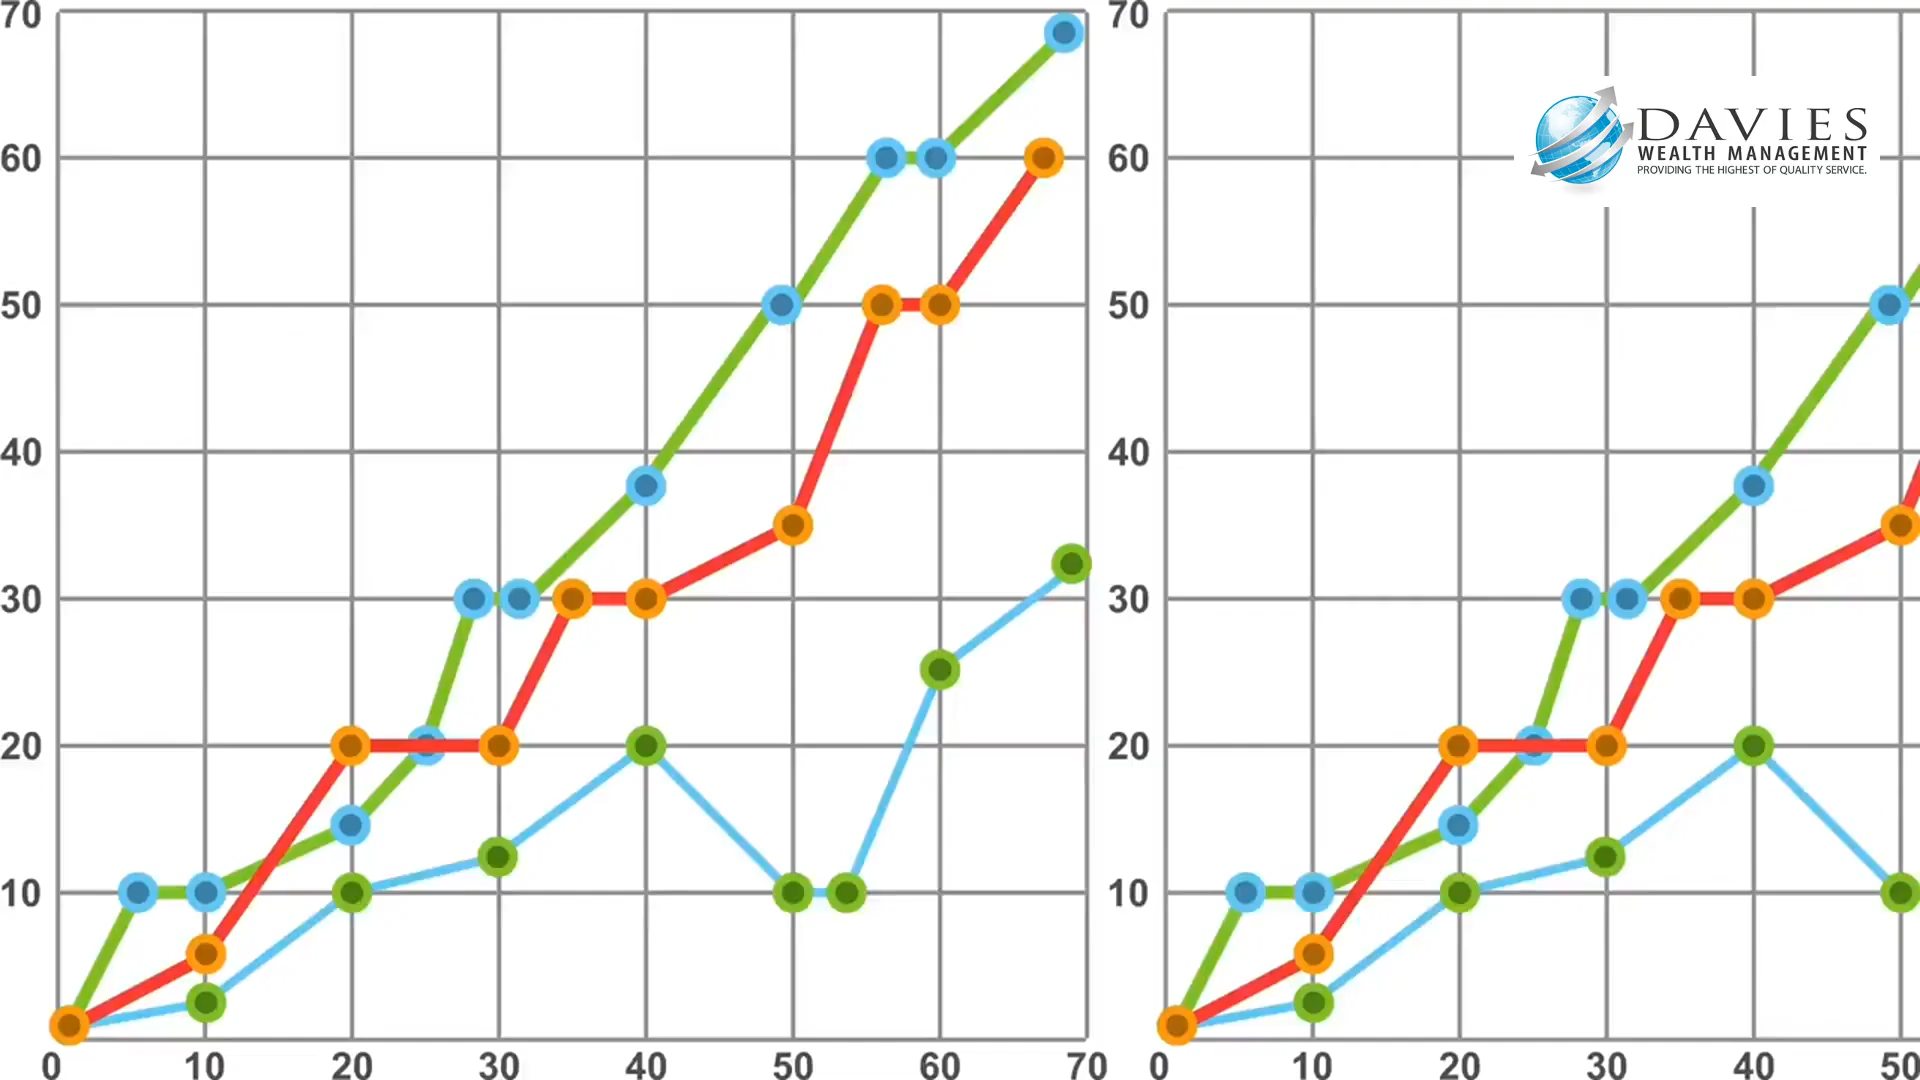 70
60
50
40
30
20
10
0 10 20 30 40 50 60 70
70
60
50
40
30
20
10
0 10 20 30 40 50
DAVIES
WEALTH MANAGEMENT
PROVIDING THE HIGHEST OF QUALITY SERVICE.